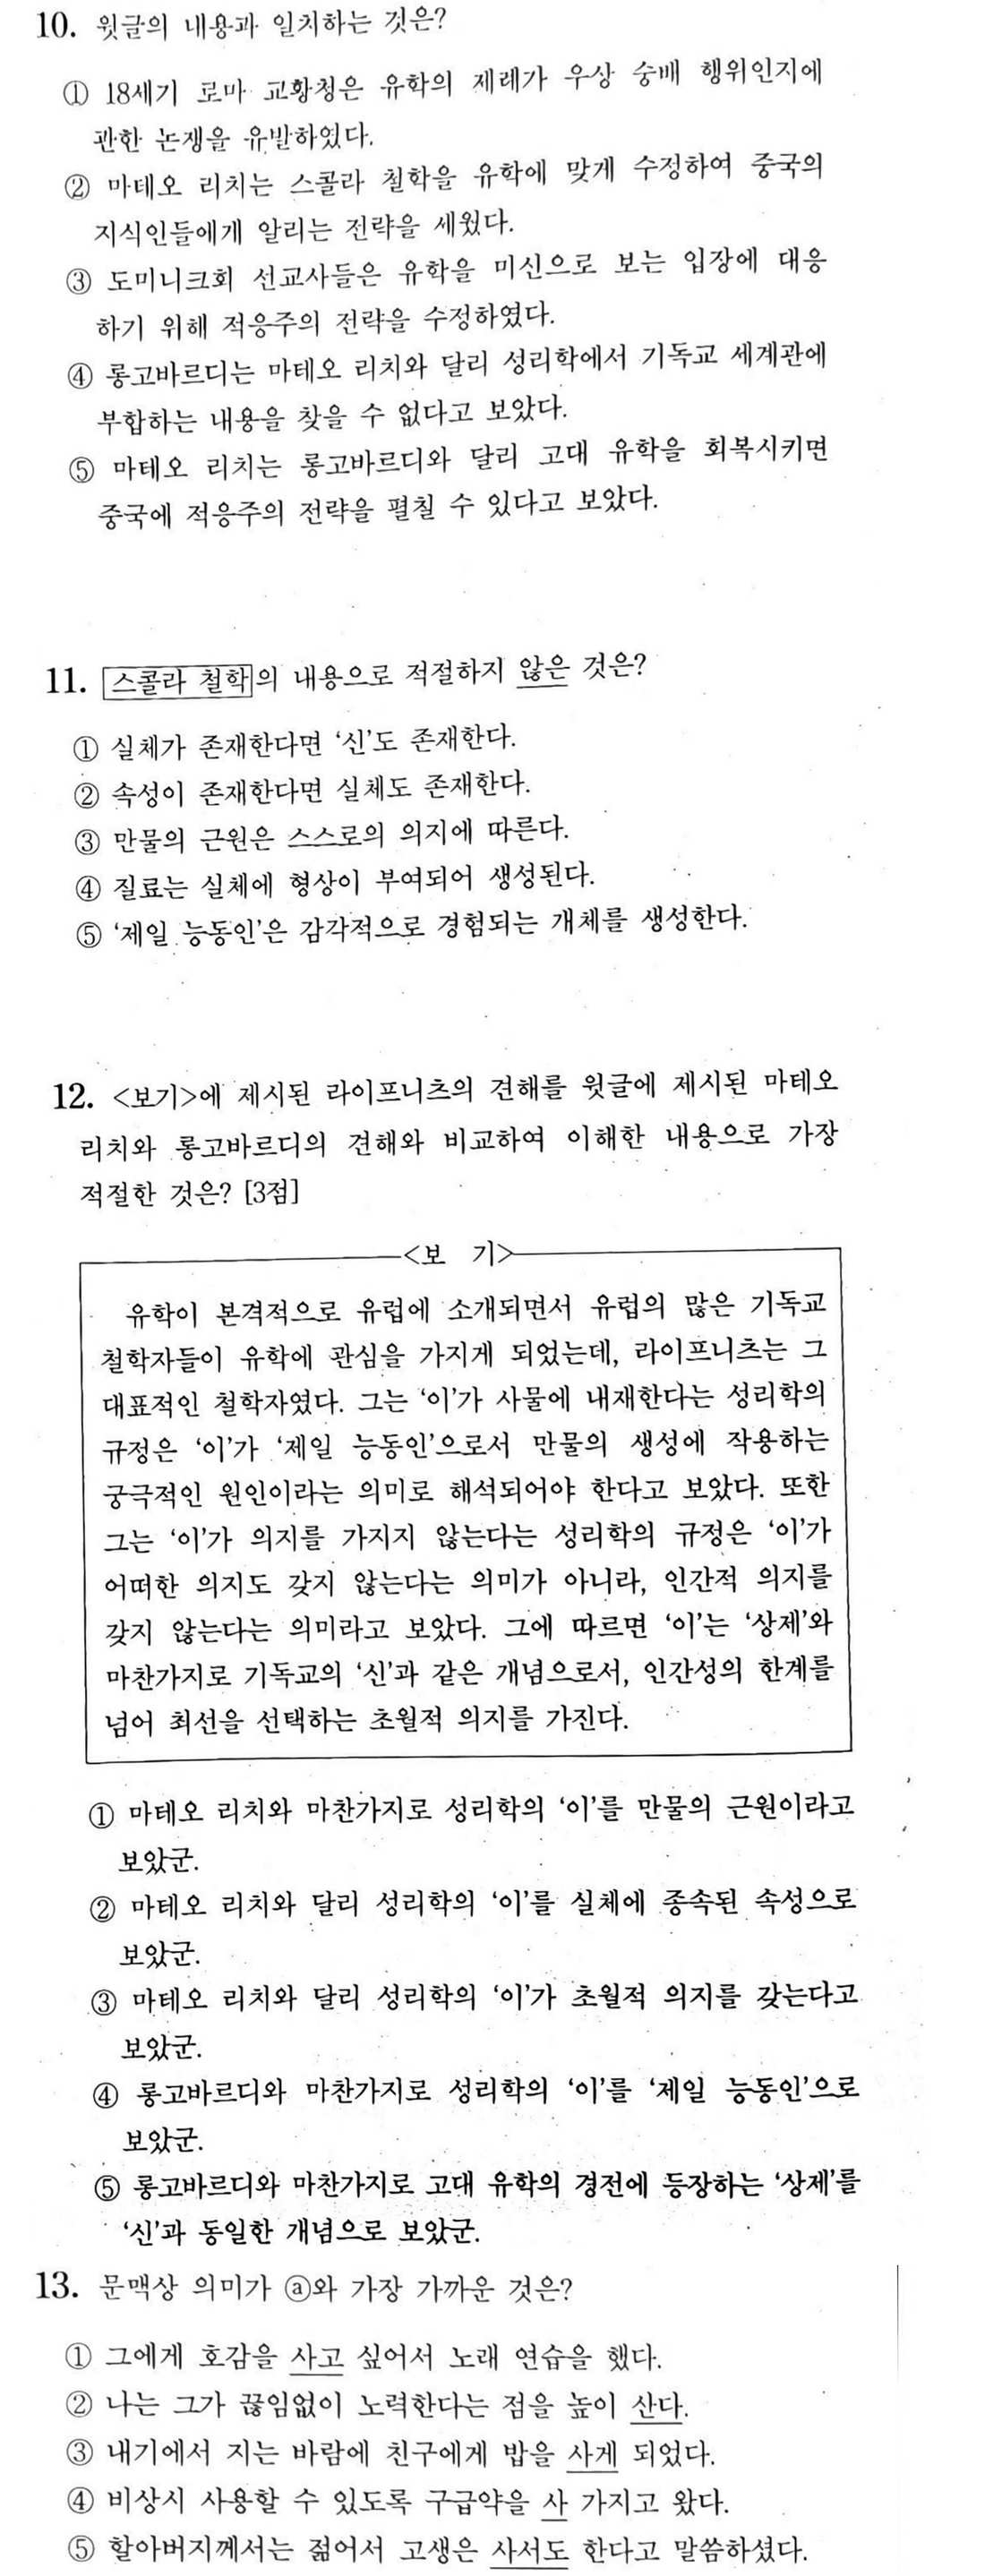 10. 윗글의 내용과 일치하는 것은?
① 18세기 로마 교황청은 유학의 제례가 우상 숭배 행위인지에
관한 논쟁을 유발하였다.
② 마테오 리치는 스콜라 철학을 유학에 맞게 수정하여 중국의
지식인들에게 알리는 전략을 세웠다.
③ 도미니크회 선교사들은 유학을 미신으로 보는 입장에 대응
하기 위해 적응주의 전략을 수정하였다.
④ 롱고바르디는 마테오 리치와 달리 성리학에서 기독교 세계관에
부합하는 내용을 찾을 수 없다고 보았다.
⑤ 마테오 리치는 롱고바르디와 달리 고대 유학을 회복시키면
중국에 적응주의 전략을 펼칠 수 있다고 보았다.
11. 스콜라 철학의 내용으로 적절하지 않은 것은?
① 실체가 존재한다면 ‘신’도 존재한다.
② 속성이 존재한다면 실체도 존재한다.
③ 만물의 근원은 스스로의 의지에 따른다.
④ 질료는 실체에 형상이 부여되어 생성된다.
⑤ ‘제일 능동인’은 감각적으로 경험되는 개체를 생성한다.
12. <보기>에 제시된 라이프니츠의 견해를 윗글에 제시된 마테오
리치와 롱고바르디의 견해와 비교하여 이해한 내용으로 가장
적절한 것은? [3점]
<보 기>
유학이 본격적으로 유럽에 소개되면서 유럽의 많은 기독교
철학자들이 유학에 관심을 가지게 되었는데, 라이프니츠는 그
대표적인 철학자였다. 그는 ‘이’가 사물에 내재한다는 성리학의
규정은 ‘이’가 ‘제일 능동인’으로서 만물의 생성에 작용하는
궁극적인 원인이라는 의미로 해석되어야 한다고 보았다. 또한
그는 ‘이’가 의지를 가지지 않는다는 성리학의 규정은 ‘이’가
어떠한 의지도 갖지 않는다는 의미가 아니라, 인간적 의지를
갖지 않는다는 의미라고 보았다. 그에 따르면 ‘이’는 ‘상제’와
마찬가지로 기독교의 ‘신’과 같은 개념으로서, 인간성의 한계를
넘어 최선을 선택하는 초월적 의지를 가진다.
① 마테오 리치와 마찬가지로 성리학의 ‘이’를 만물의 근원이라고
보았군.
② 마테오 리치와 달리 성리학의 ‘이’를 실체에 종속된 속성으로
보았군.
③ 마테오 리치와 달리 성리학의 ‘이’가 초월적 의지를 갖는다고
보았군.
④ 롱고바르디와 마찬가지로 성리학의 ‘이’를 ‘제일 능동인’으로
보았군.
⑤ 롱고바르디와 마찬가지로 고대 유학의 경전에 등장하는 ‘상제’를
‘신’과 동일한 개념으로 보았군.
13. 문맥상 의미가 ⓐ와 가장 가까운 것은?
① 그에게 호감을 사고 싶어서 노래 연습을 했다.
② 나는 그가 끊임없이 노력한다는 점을 높이 산다.
③ 내기에서 지는 바람에 친구에게 밥을 사게 되었다.
④ 비상시 사용할 수 있도록 구급약을 사 가지고 왔다.
⑤ 할아버지께서는 젊어서 고생은 사서도 한다고 말씀하셨다.